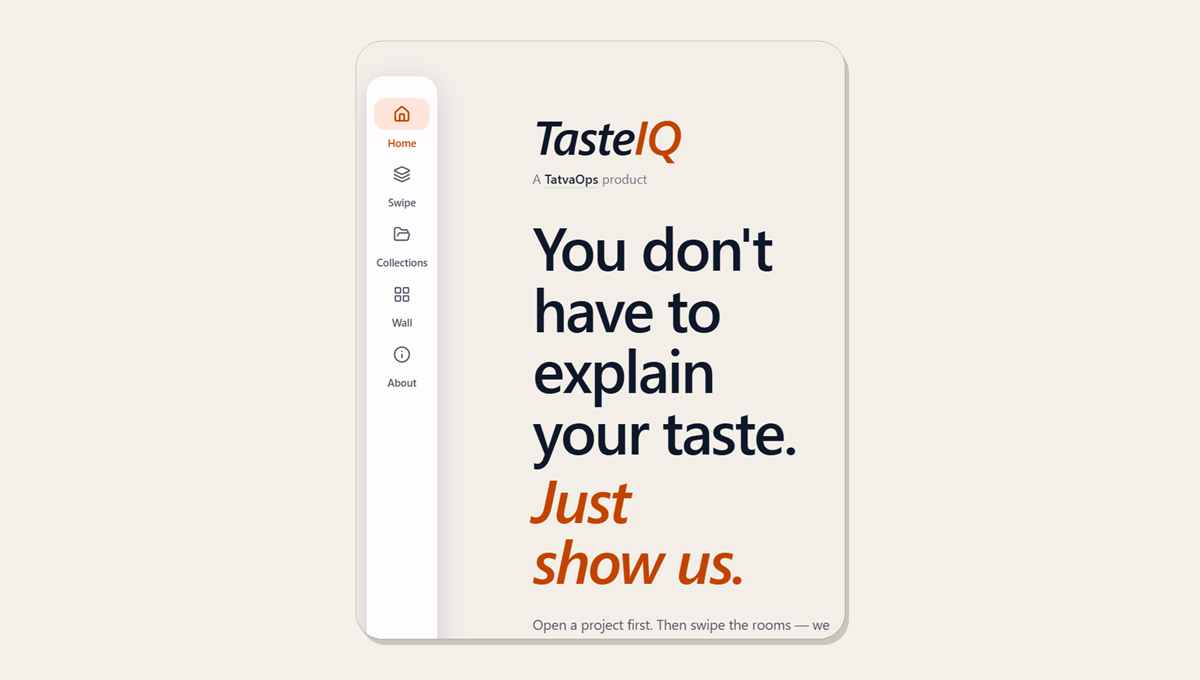 Home
Swipe
Collections
Wall
About
TasteIQ
A TatvaOps product
You don't
have to
explain
your taste.
Just
show us.
Open a project first. Then swipe the rooms — we